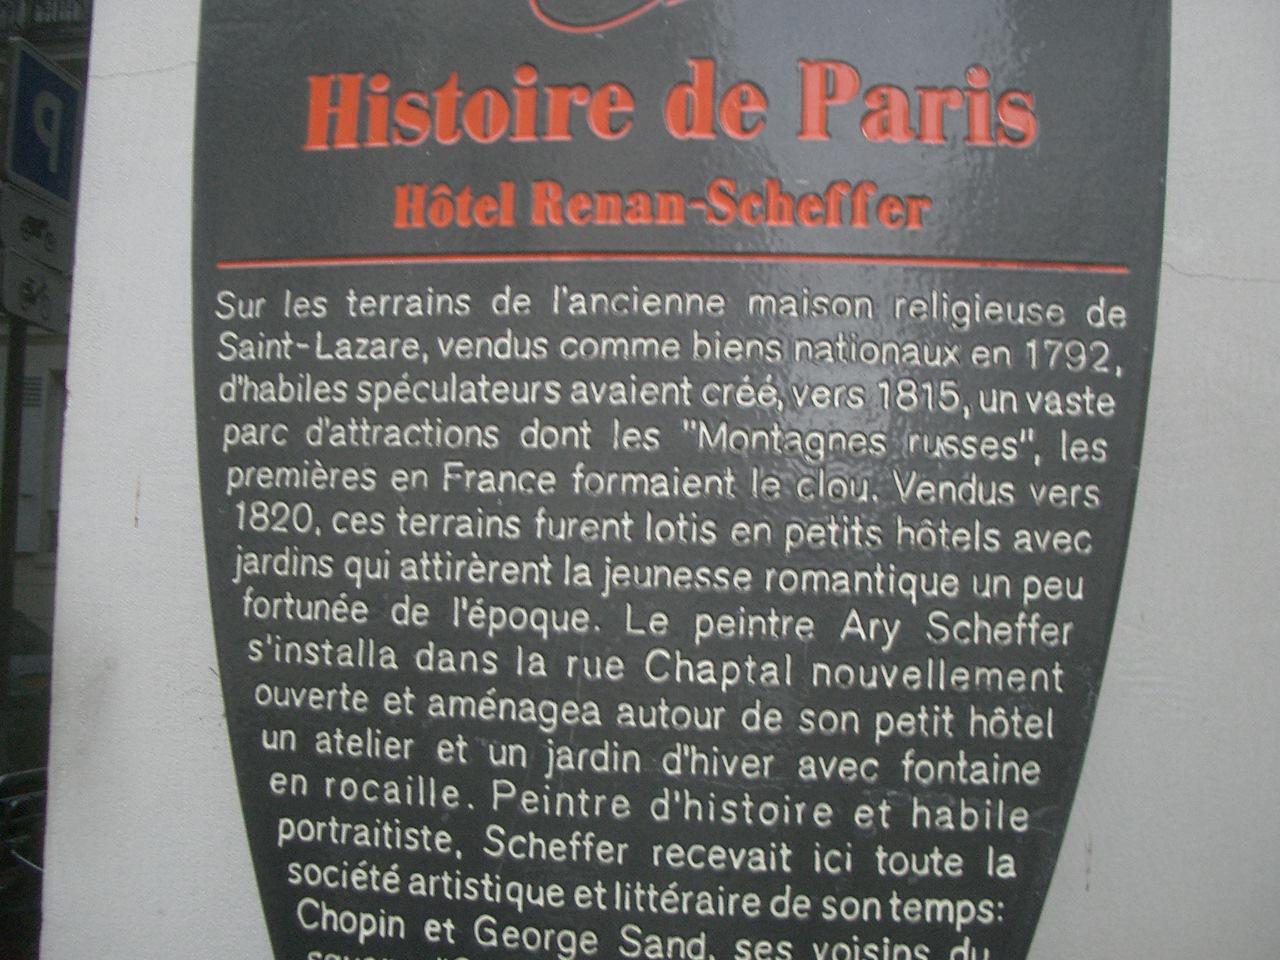 P
Histoire de Paris
Hôtel Renan-Scheffer
Sur les terrains de l'ancienne maison religieuse de
Saint-Lazare, vendus comme biens nationaux en 1792,
d'habiles spéculateurs avaient créé, vers 1815, un vaste
parc d'attractions dont les "Montagnes russes", les
premières en France formaient le clou. Vendus vers
1820, ces terrains furent lotis en petits hôtels avec
jardins qui attirèrent la jeunesse romantique un peu
fortunée de l'époque. Le peintre Ary Scheffer
s'installa dans la rue Chaptal nouvellement
ouverte et aménagea autour de son petit hôtel
un atelier et un jardin d'hiver avec fontaine
en rocaille. Peintre d'histoire et habile
portraitiste, Scheffer recevait ici toute la
société artistique et littéraire de son temps:
Chopin et George Sand, ses voisins du